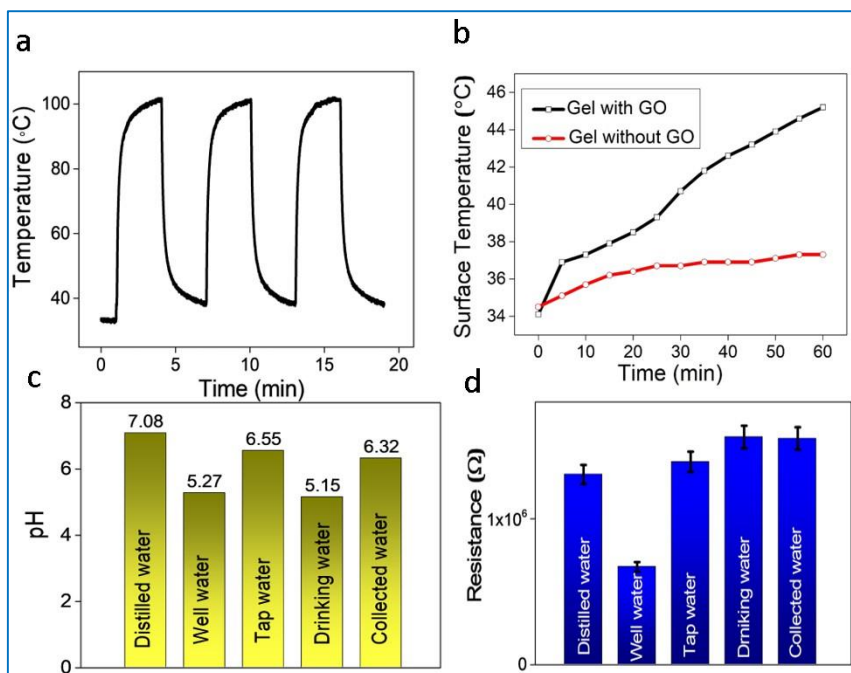 a
Temperature (◦C)
100
80
60
40
0
5
10
15
20
Time (min)
b
Surface Temperature (°C)
46
44
42
40
38
36
34
Gel with GO
Gel without GO
0
10
20
30
40
50
60
Time (min)
c
pH
8
6
4
2
0
7.08
5.27
6.55
5.15
6.32
Distilled water
Well water
Tap water
Drinking water
Collected water
d
Resistance (Ω)
1x10⁶
0
Distilled water
Well water
Tap water
Drniking water
Collected water